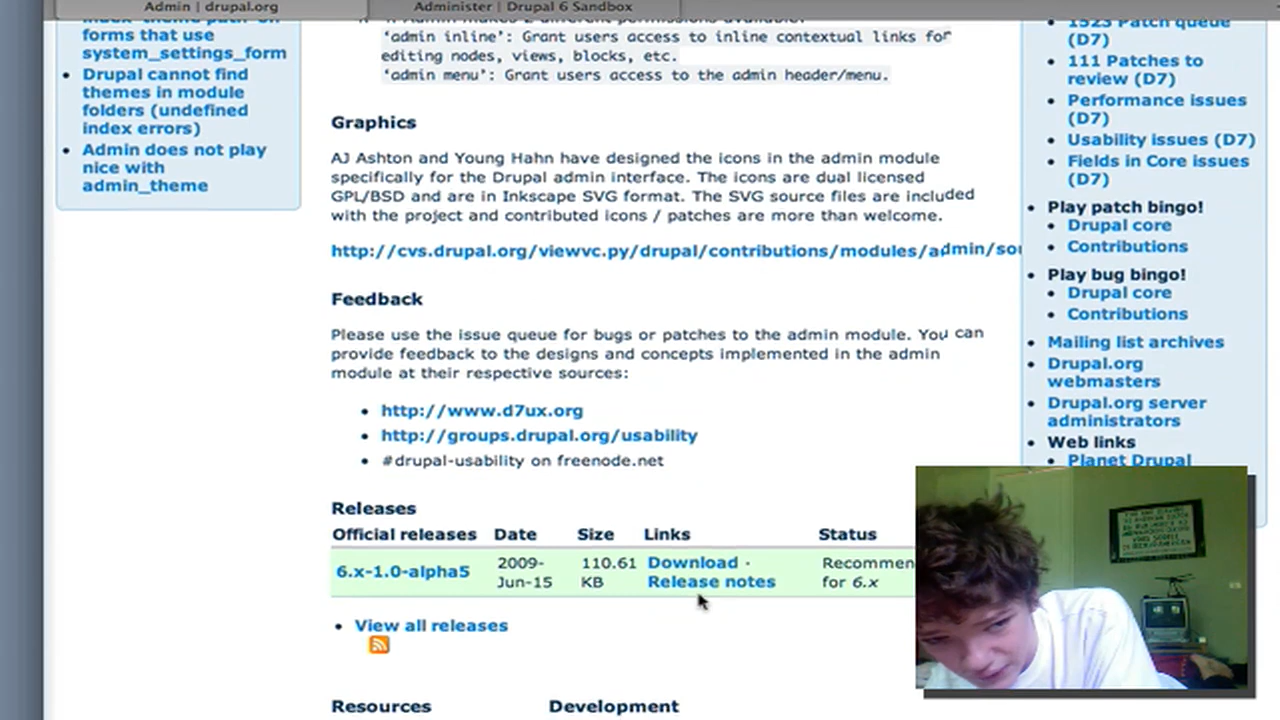 Admin | drupal.org
Administer | Drupal 6 Sandbox
forms that use
system_settings_form
Drupal cannot find
themes in module
folders (undefined
index errors)
Admin does not play
nice with
admin_theme
'admin inline': Grant users access to inline contextual links for
editing nodes, views, blocks, etc.
'admin menu': Grant users access to the admin header/menu.
Graphics
AJ Ashton and Young Hahn have designed the icons in the admin module
specifically for the Drupal admin interface. The icons are dual licensed
GPL/BSD and are in Inkscape SVG format. The SVG source files are included
with the project and contributed icons / patches are more than welcome.
http://cvs.drupal.org/viewvc.py/drupal/contributions/modules/admin/sou
Feedback
Please use the issue queue for bugs or patches to the admin module. You can
provide feedback to the designs and concepts implemented in the admin
module at their respective sources:
http://www.d7ux.org
http://groups.drupal.org/usability
#drupal-usability on freenode.net
Releases
Official releases Date Size Links Status
6.x-1.0-alpha5 2009-Jun-15 110.61 KB Download · Release notes Recommen for 6.x
View all releases
Resources Development
1523 Patch queue
(D7)
111 Patches to
review (D7)
Performance issues
(D7)
Usability issues (D7)
Fields in Core issues
(D7)
Play patch bingo!
Drupal core
Contributions
Play bug bingo!
Drupal core
Contributions
Mailing list archives
Drupal.org
webmasters
Drupal.org server
administrators
Web links
Planet Drupal